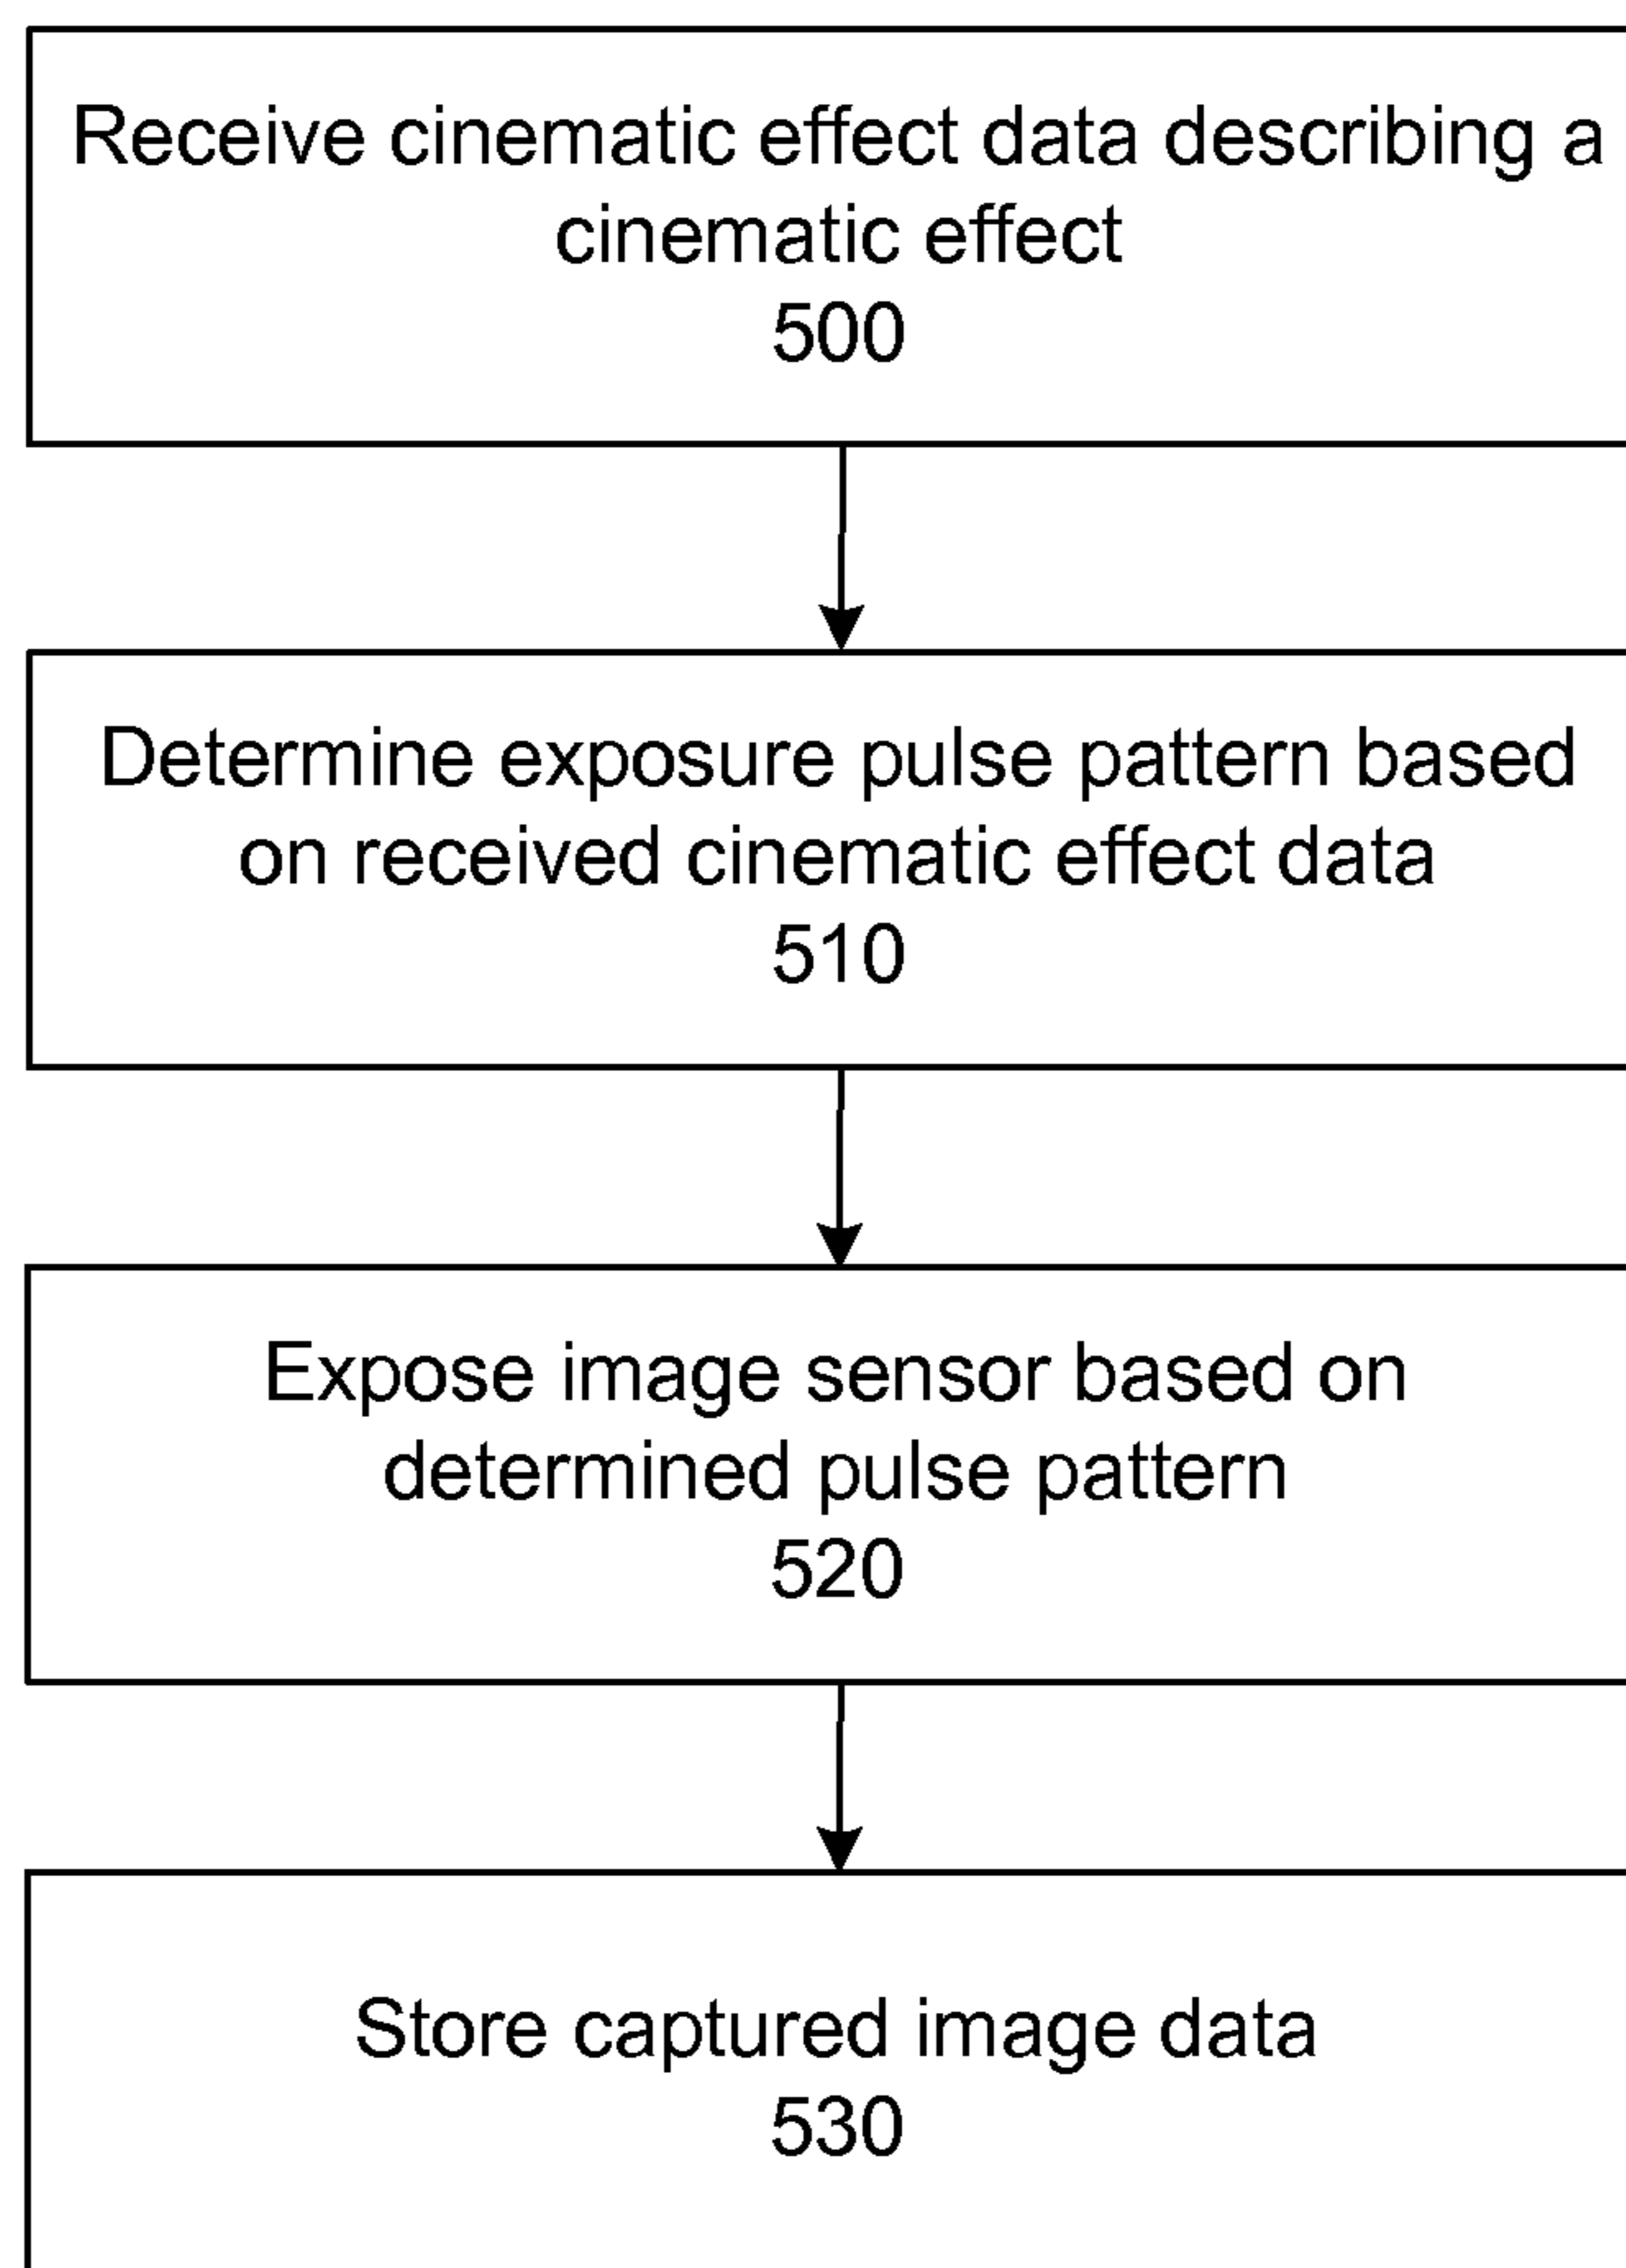 Receive cinematic effect data describing a
cinematic effect
500
Determine exposure pulse pattern based
on received cinematic effect data
510
Expose image sensor based on
determined pulse pattern
520
Store captured image data
530